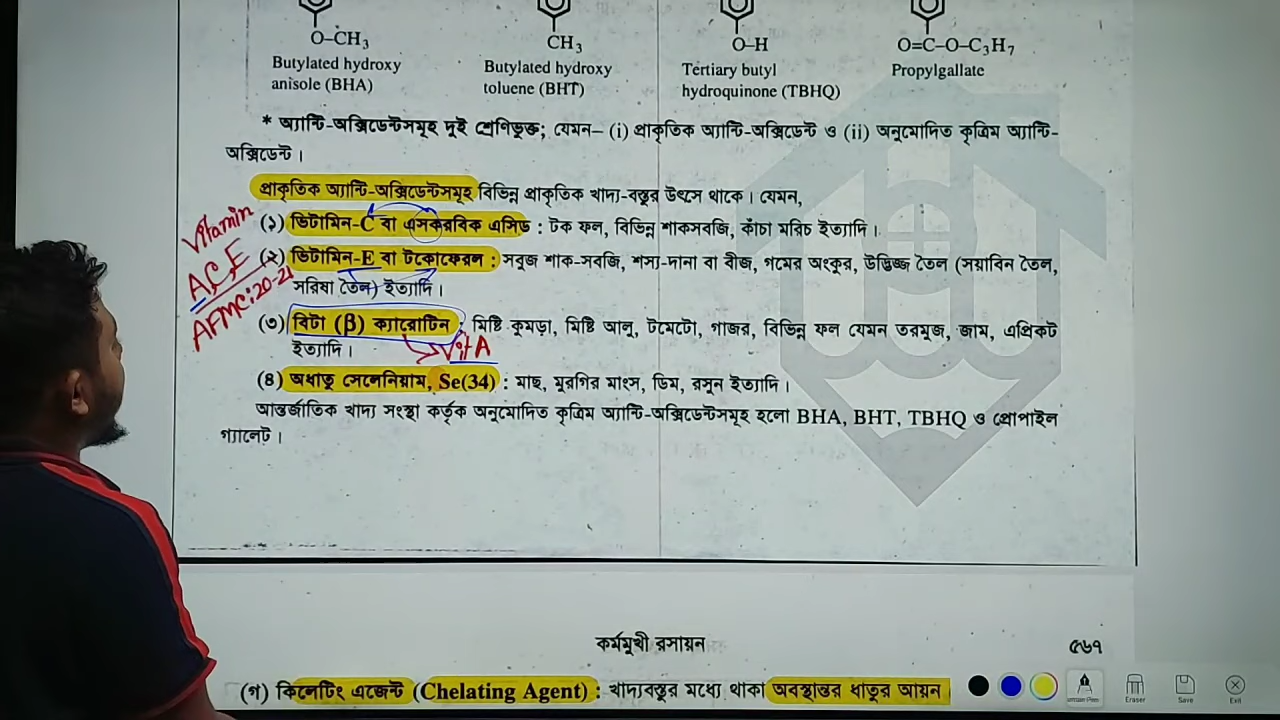 O–CH₃ CH₃ O–H O=C–O–C₃H₇
Butylated hydroxy Butylated hydroxy Tertiary butyl Propylgallate
anisole (BHA) toluene (BHT) hydroquinone (TBHQ)
* অ্যান্টি-অক্সিডেন্টসমূহ দুই শ্রেণিভুক্ত; যেমন– (i) প্রাকৃতিক অ্যান্টি-অক্সিডেন্ট ও (ii) অনুমোদিত কৃত্রিম অ্যান্টি-
অক্সিডেন্ট।
প্রাকৃতিক অ্যান্টি-অক্সিডেন্টসমূহ বিভিন্ন প্রাকৃতিক খাদ্য-বস্তুর উৎসে থাকে। যেমন,
Vitamin
(১) ভিটামিন-C বা এসকরবিক এসিড : টক ফল, বিভিন্ন শাকসবজি, কাঁচা মরিচ ইত্যাদি।
A, C, E
(২) ভিটামিন-E বা টকোফেরল : সবুজ শাক-সবজি, শস্য-দানা বা বীজ, গমের অংকুর, উদ্ভিজ্জ তৈল (সয়াবিন তৈল,
সরিষা তৈল) ইত্যাদি।
AFMC:20-21
(৩) বিটা (β) ক্যারোটিন : মিষ্টি কুমড়া, মিষ্টি আলু, টমেটো, গাজর, বিভিন্ন ফল যেমন তরমুজ, জাম, এপ্রিকট
ইত্যাদি।
Vit A
(৪) অধাতু সেলেনিয়াম, Se(34) : মাছ, মুরগির মাংস, ডিম, রসুন ইত্যাদি।
আন্তর্জাতিক খাদ্য সংস্থা কর্তৃক অনুমোদিত কৃত্রিম অ্যান্টি-অক্সিডেন্টসমূহ হলো BHA, BHT, TBHQ ও প্রোপাইল
গ্যালেট।
কর্মমুখী রসায়ন ৫৬৭
(গ) কিলেটিং এজেন্ট (Chelating Agent) : খাদ্যবস্তুর মধ্যে থাকা অবস্থান্তর ধাতুর আয়ন
Eraser Save Exit